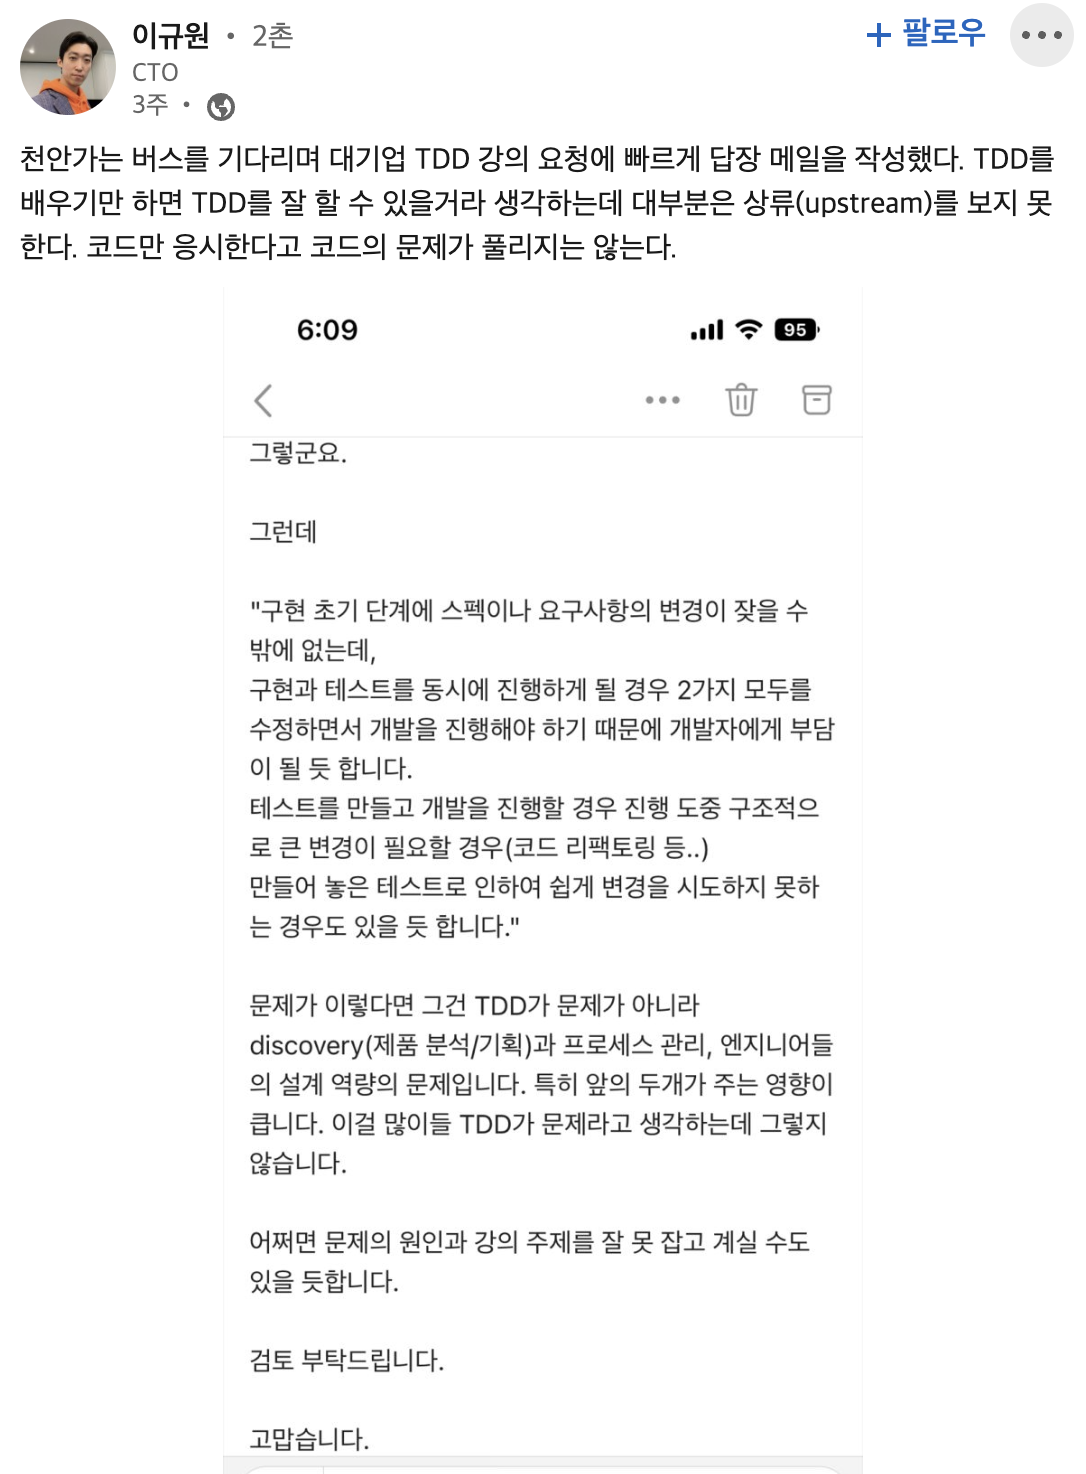 이규원 • 2촌
+ 팔로우
CTO
3주 •
천안가는 버스를 기다리며 대기업 TDD 강의 요청에 빠르게 답장 메일을 작성했다. TDD를
배우기만 하면 TDD를 잘 할 수 있을거라 생각하는데 대부분은 상류(upstream)를 보지 못
한다. 코드만 응시한다고 코드의 문제가 풀리지는 않는다.
6:09
95
그렇군요.
그런데
"구현 초기 단계에 스펙이나 요구사항의 변경이 잦을 수
밖에 없는데,
구현과 테스트를 동시에 진행하게 될 경우 2가지 모두를
수정하면서 개발을 진행해야 하기 때문에 개발자에게 부담
이 될 듯 합니다.
테스트를 만들고 개발을 진행할 경우 진행 도중 구조적으
로 큰 변경이 필요할 경우(코드 리팩토링 등..)
만들어 놓은 테스트로 인하여 쉽게 변경을 시도하지 못하
는 경우도 있을 듯 합니다."
문제가 이렇다면 그건 TDD가 문제가 아니라
discovery(제품 분석/기획)과 프로세스 관리, 엔지니어들
의 설계 역량의 문제입니다. 특히 앞의 두개가 주는 영향이
큽니다. 이걸 많이들 TDD가 문제라고 생각하는데 그렇지
않습니다.
어쩌면 문제의 원인과 강의 주제를 잘 못 잡고 계실 수도
있을 듯합니다.
검토 부탁드립니다.
고맙습니다.